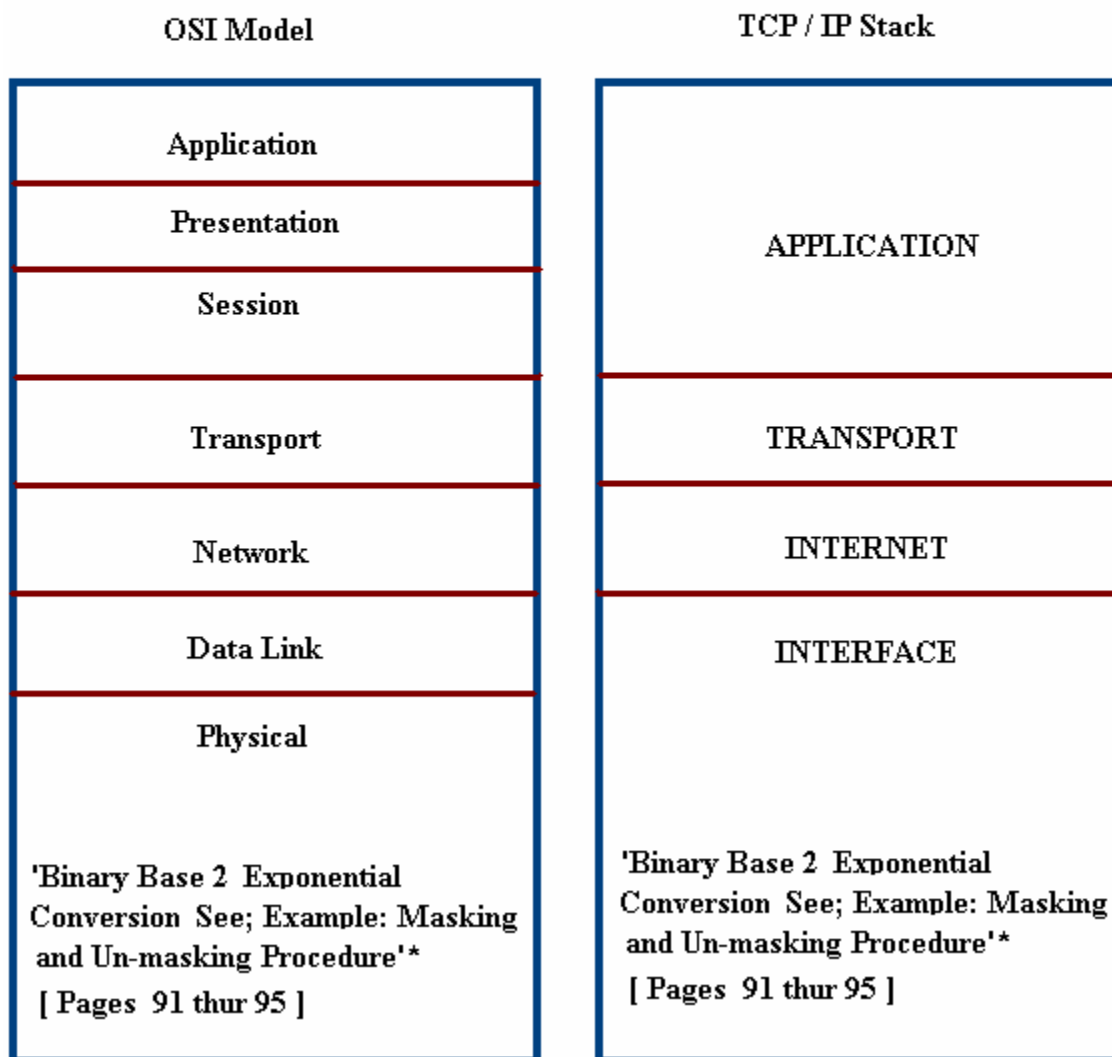 OSI Model
Application
Presentation
Session
Transport
Network
Data Link
Physical
'Binary Base 2 Exponential
Conversion See; Example: Masking
and Un-masking Procedure'*
[ Pages 91 thur 95 ]
TCP / IP Stack
APPLICATION
TRANSPORT
INTERNET
INTERFACE
'Binary Base 2 Exponential
Conversion See; Example: Masking
and Un-masking Procedure'*
[ Pages 91 thur 95 ]